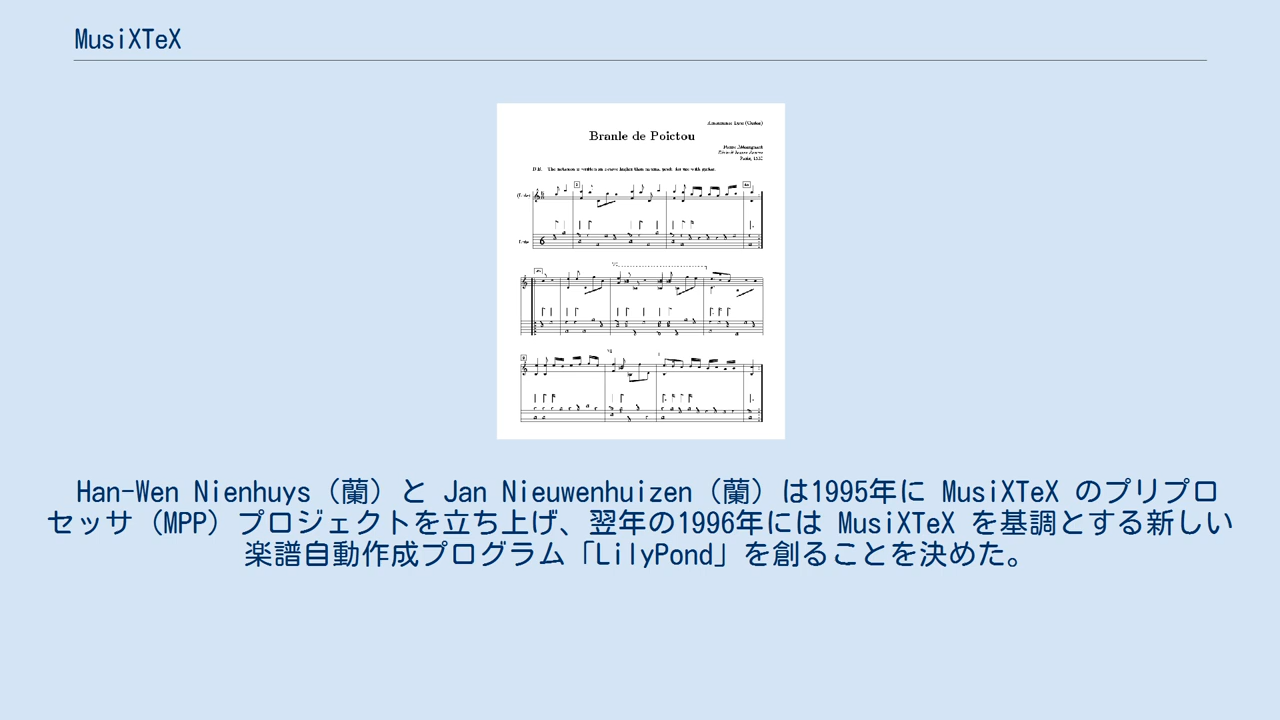 MusiXTeX
Branle de Poictou
Han-Wen Nienhuys（蘭）と Jan Nieuwenhuizen（蘭）は1995年に MusiXTeX のプリプロ
セッサ（MPP）プロジェクトを立ち上げ、翌年の1996年には MusiXTeX を基調とする新しい
楽譜自動作成プログラム「LilyPond」を創ることを決めた。